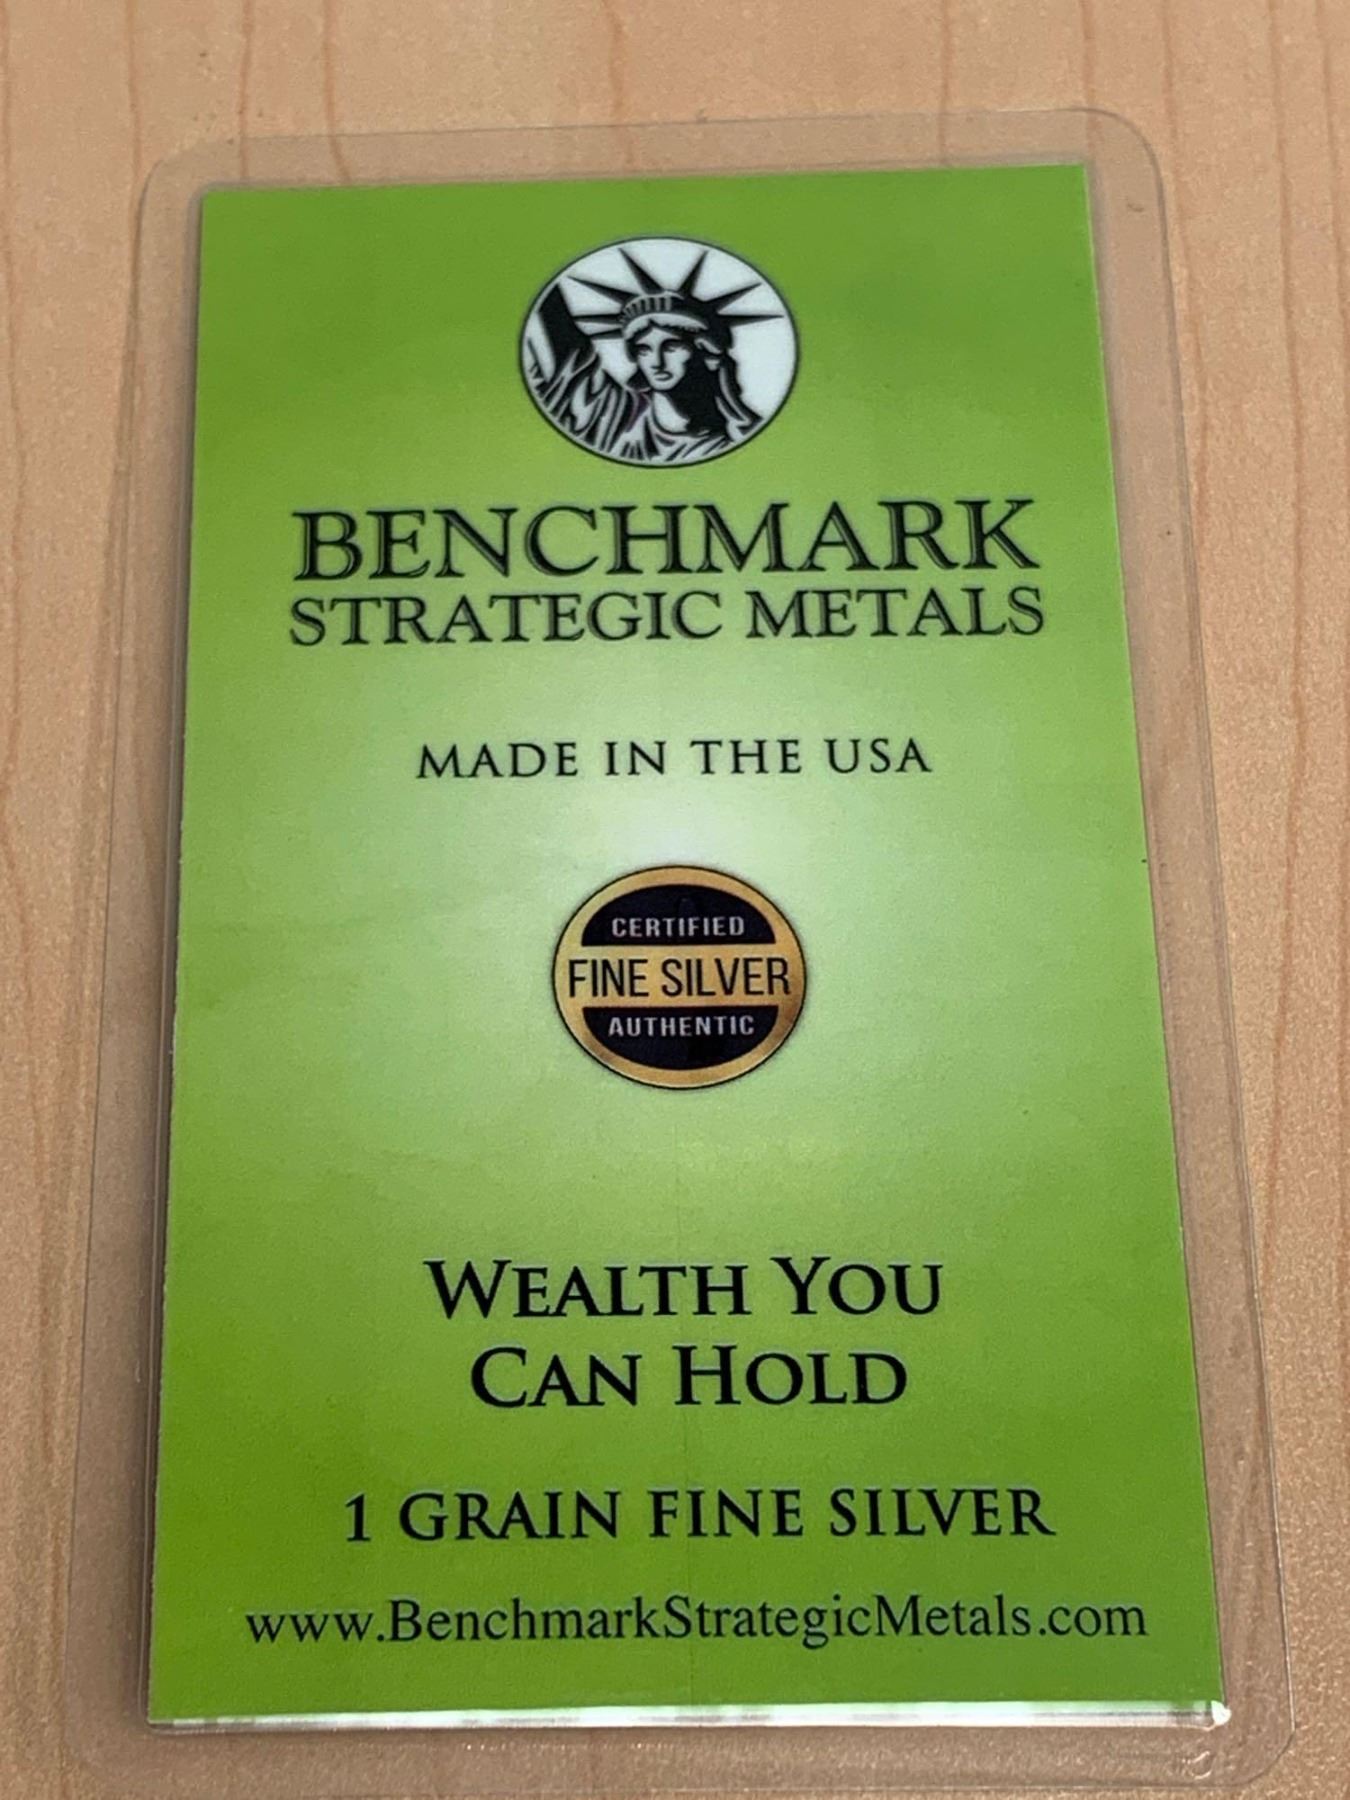 BENCHMARK
STRATEGIC METALS
MADE IN THE USA
CERTIFIED
FINE SILVER
AUTHENTIC
WEALTH YOU
CAN HOLD
1 GRAIN FINE SILVER
www.BenchmarkStrategicMetals.com